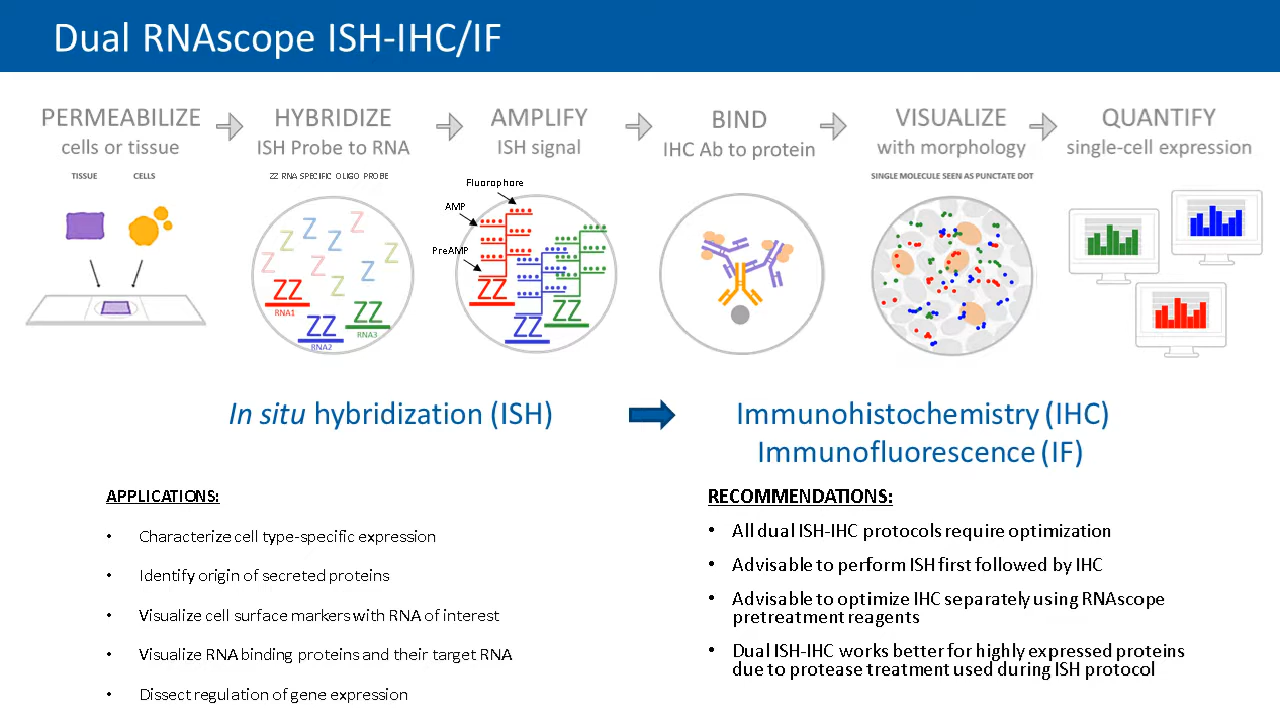 Dual RNAscope ISH-IHC/IF
PERMEABILIZE
cells or tissue
TISSUE CELLS
HYBRIDIZE
ISH Probe to RNA
ZZ RNA SPECIFIC OLIGO PROBE
Z Z Z Z Z Z Z Z Z
ZZ
RNA1
ZZ
RNA2
ZZ
RNA3
AMPLIFY
ISH signal
Fluorophore
AMP
PreAMP
ZZ
ZZ
ZZ
BIND
IHC Ab to protein
VISUALIZE
with morphology
SINGLE MOLECULE SEEN AS PUNCTATE DOT
QUANTIFY
single-cell expression
In situ hybridization (ISH)
Immunohistochemistry (IHC)
Immunofluorescence (IF)
APPLICATIONS:
• Characterize cell type-specific expression
• Identify origin of secreted proteins
• Visualize cell surface markers with RNA of interest
• Visualize RNA binding proteins and their target RNA
• Dissect regulation of gene expression
RECOMMENDATIONS:
• All dual ISH-IHC protocols require optimization
• Advisable to perform ISH first followed by IHC
• Advisable to optimize IHC separately using RNAscope
pretreatment reagents
• Dual ISH-IHC works better for highly expressed proteins
due to protease treatment used during ISH protocol